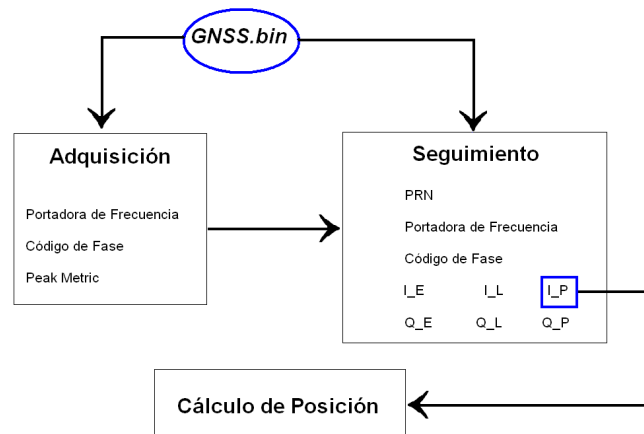 GNSS.bin
Adquisición
Portadora de Frecuencia
Código de Fase
Peak Metric
Seguimiento
PRN
Portadora de Frecuencia
Código de Fase
I_E I_L I_P
Q_E Q_L Q_P
Cálculo de Posición